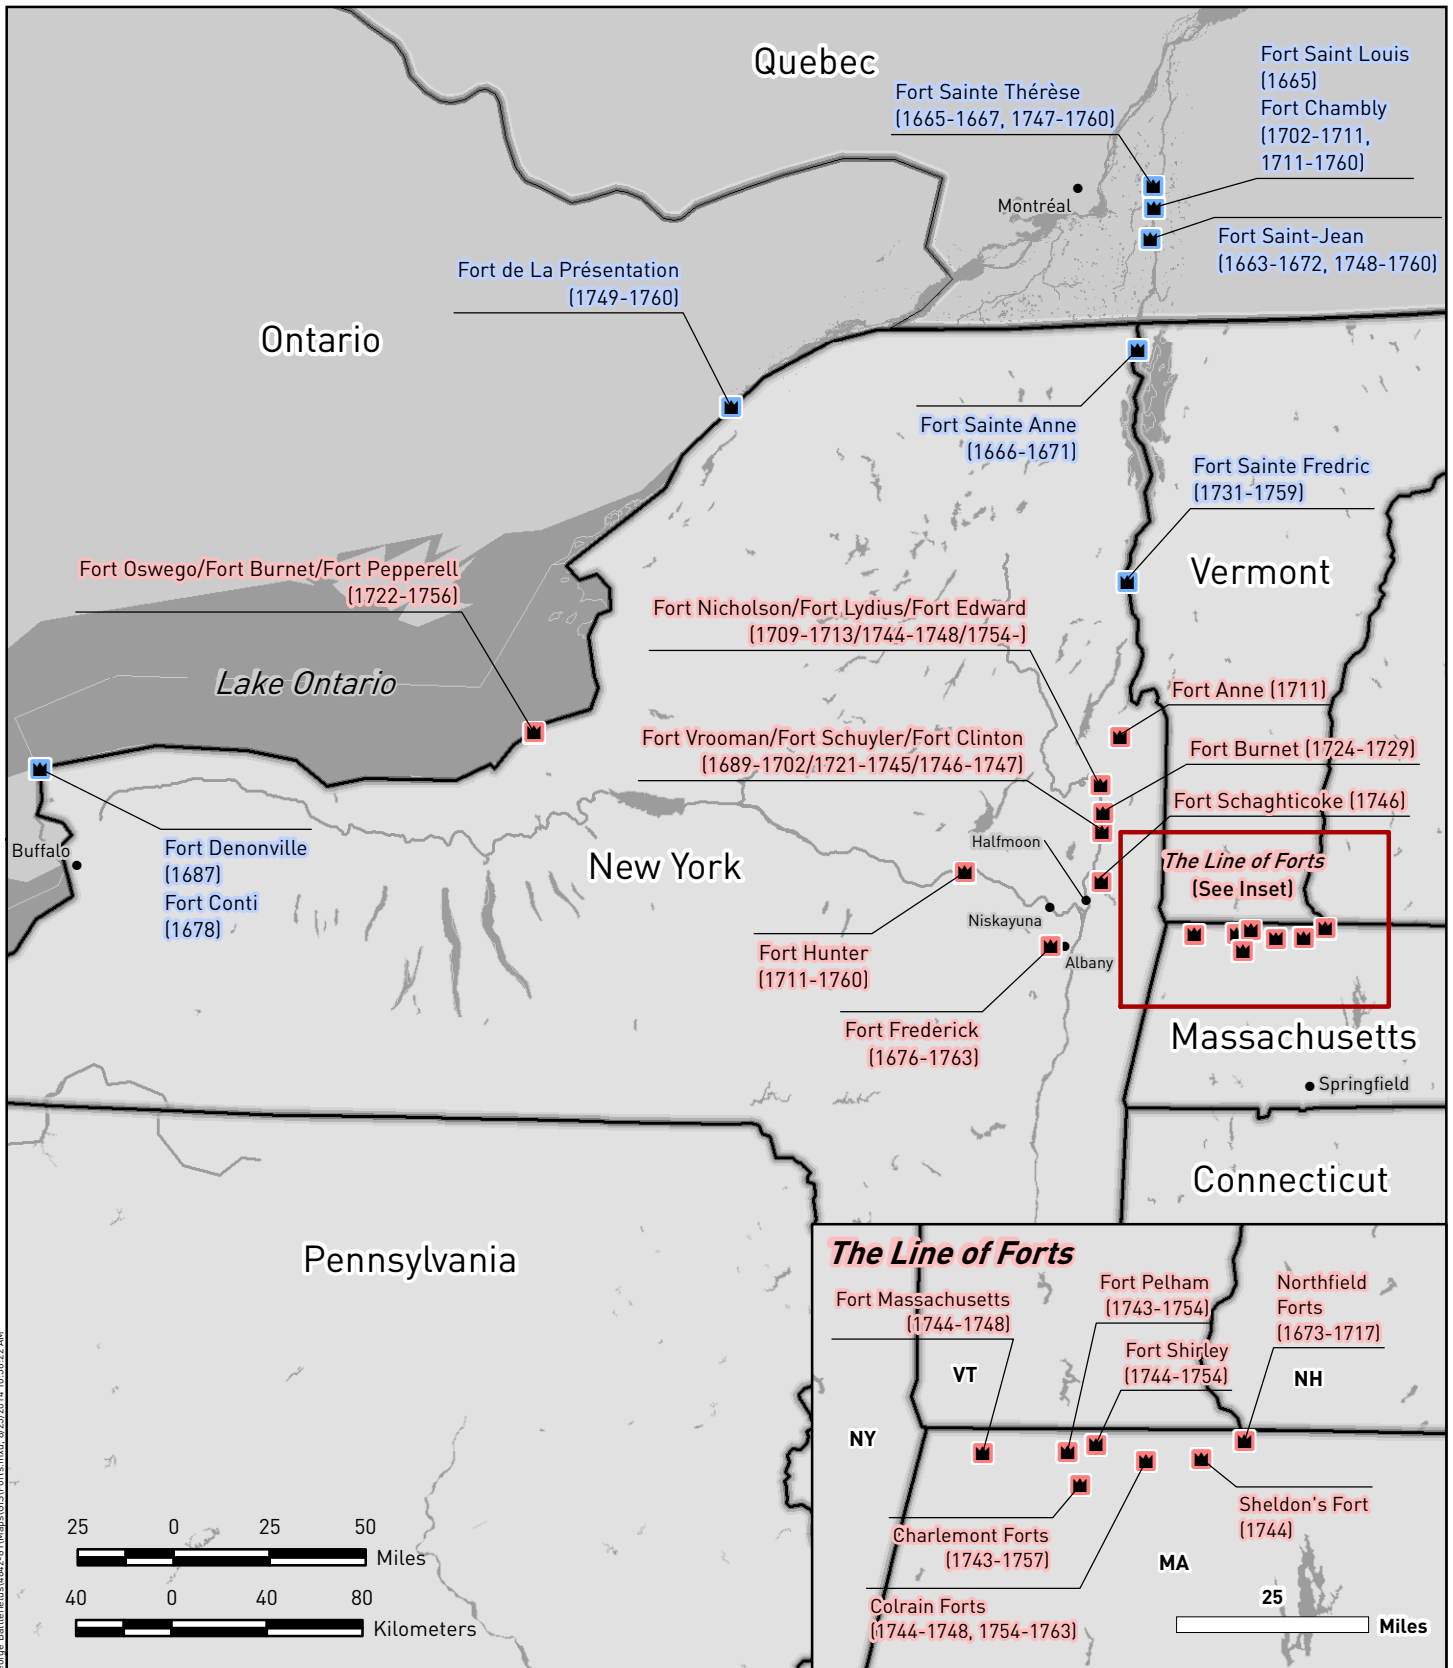 Quebec
Fort Saint Louis
(1665)
Fort Chambly
(1702-1711,
1711-1760)
Fort Sainte Thérèse
(1665-1667, 1747-1760)
Montréal
Fort Saint-Jean
(1663-1672, 1748-1760)
Fort de La Présentation
(1749-1760)
Ontario
Fort Sainte Anne
(1666-1671)
Fort Sainte Fredric
(1731-1759)
Vermont
Fort Oswego/Fort Burnet/Fort Pepperell
(1722-1756)
Fort Nicholson/Fort Lydius/Fort Edward
(1709-1713/1744-1748/1754-)
Lake Ontario
Fort Anne (1711)
Fort Vrooman/Fort Schuyler/Fort Clinton
(1689-1702/1721-1745/1746-1747)
Fort Burnet (1724-1729)
Fort Schaghticoke (1746)
Buffalo
Fort Denonville
(1687)
Fort Conti
(1678)
New York
Halfmoon
The Line of Forts
(See Inset)
Niskayuna
Albany
Fort Hunter
(1711-1760)
Fort Frederick
(1676-1763)
Massachusetts
Springfield
Connecticut
Pennsylvania
The Line of Forts
Fort Massachusetts
(1744-1748)
Fort Pelham
(1743-1754)
Northfield
Forts
(1673-1717)
Fort Shirley
(1744-1754)
VT
NH
NY
Sheldon's Fort
(1744)
Charlemont Forts
(1743-1757)
MA
Colrain Forts
(1744-1748, 1754-1763)
25
Miles
25 0 25 50
Miles
40 0 40 80
Kilometers